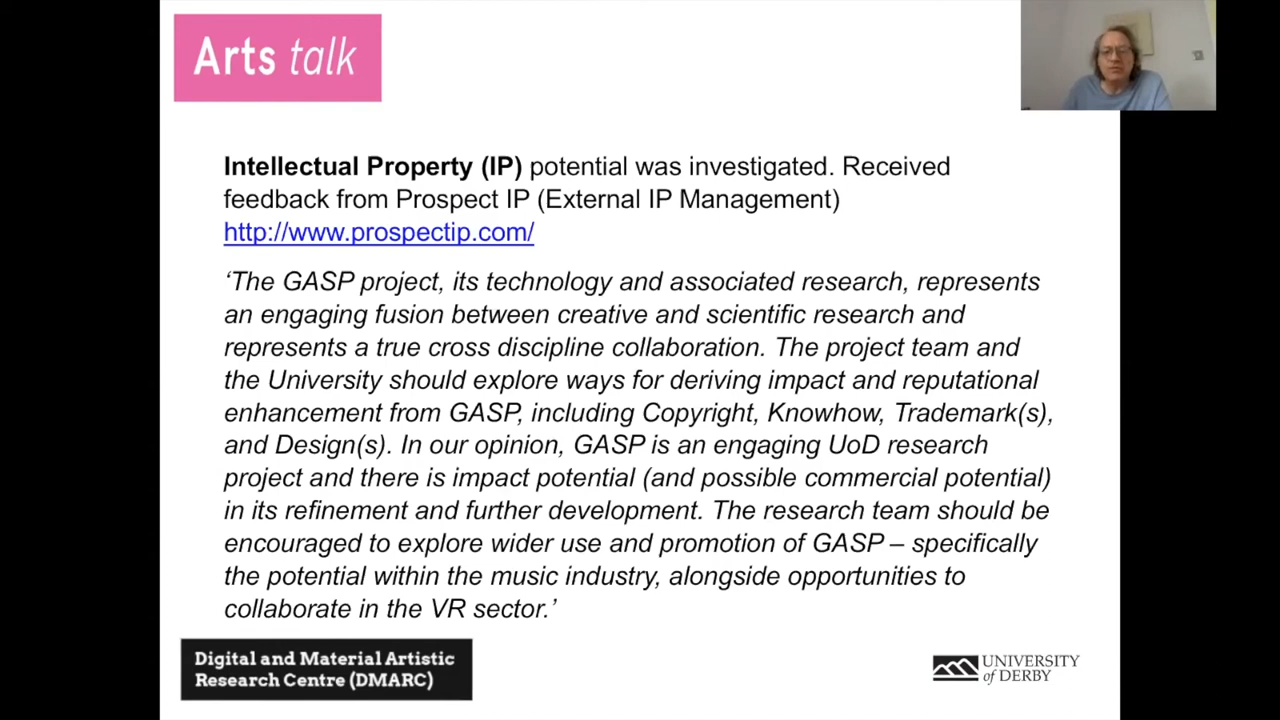 Arts talk
Intellectual Property (IP) potential was investigated. Received
feedback from Prospect IP (External IP Management)
http://www.prospectip.com/
‘The GASP project, its technology and associated research, represents
an engaging fusion between creative and scientific research and
represents a true cross discipline collaboration. The project team and
the University should explore ways for deriving impact and reputational
enhancement from GASP, including Copyright, Knowhow, Trademark(s),
and Design(s). In our opinion, GASP is an engaging UoD research
project and there is impact potential (and possible commercial potential)
in its refinement and further development. The research team should be
encouraged to explore wider use and promotion of GASP – specifically
the potential within the music industry, alongside opportunities to
collaborate in the VR sector.’
Digital and Material Artistic
Research Centre (DMARC)
UNIVERSITY
of DERBY